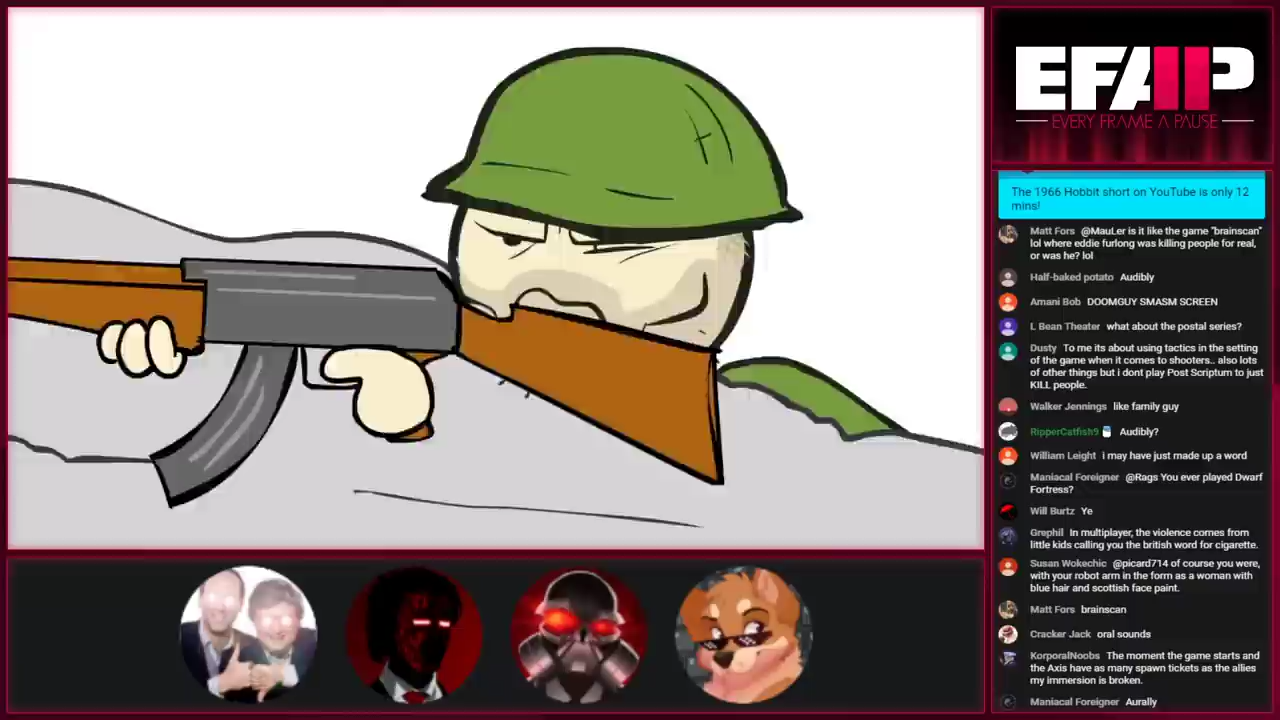 EFAP
EVERY FRAME A PAUSE
The 1966 Hobbit short on YouTube is only 12
mins!
Matt Fors @MauLer is it like the game "brainscan"
lol where eddie furlong was killing people for real,
or was he? lol
Half-baked potato Audibly
Amani Bob DOOMGUY SMASM SCREEN
L Bean Theater what about the postal series?
Dusty To me its about using tactics in the setting
of the game when it comes to shooters.. also lots
of other things but i dont play Post Scriptum to just
KILL people.
Walker Jennings like family guy
RipperCatfish9 Audibly?
William Leight i may have just made up a word
Maniacal Foreigner @Rags You ever played Dwarf
Fortress?
Will Burtz Ye
Grephil In multiplayer, the violence comes from
little kids calling you the british word for cigarette.
Susan Wokechic @picard714 of course you were,
with your robot arm in the form as a woman with
blue hair and scottish face paint.
Matt Fors brainscan
Cracker Jack oral sounds
KorporalNoobs The moment the game starts and
the Axis have as many spawn tickets as the allies
my immersion is broken.
Maniacal Foreigner Aurally